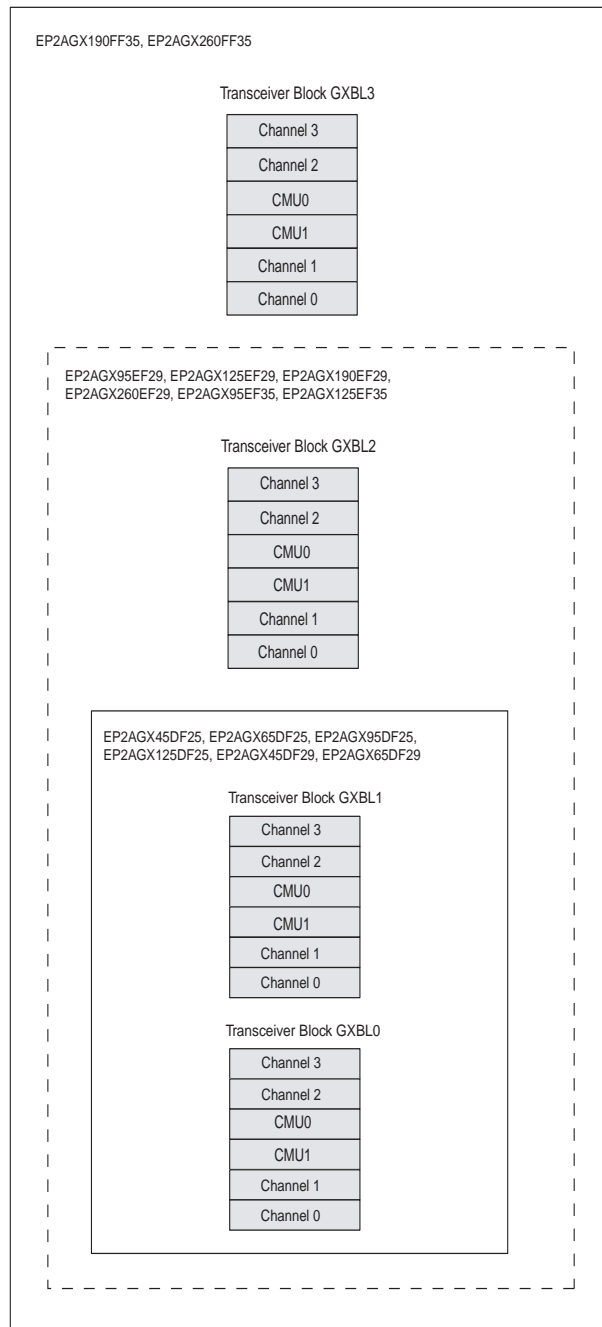 EP2AGX190FF35, EP2AGX260FF35
Transceiver Block GXBL3
Channel 3
Channel 2
CMU0
CMU1
Channel 1
Channel 0
EP2AGX95EF29, EP2AGX125EF29, EP2AGX190EF29,
EP2AGX260EF29, EP2AGX95EF35, EP2AGX125EF35
Transceiver Block GXBL2
Channel 3
Channel 2
CMU0
CMU1
Channel 1
Channel 0
EP2AGX45DF25, EP2AGX65DF25, EP2AGX95DF25,
EP2AGX125DF25, EP2AGX45DF29, EP2AGX65DF29
Transceiver Block GXBL1
Channel 3
Channel 2
CMU0
CMU1
Channel 1
Channel 0
Transceiver Block GXBL0
Channel 3
Channel 2
CMU0
CMU1
Channel 1
Channel 0